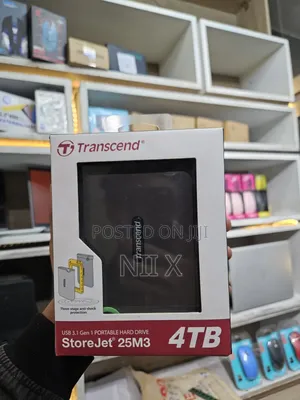 Transcend®
Transcend
POSTED ON JIJI
NII X
Three-stage anti-shock
protection
USB 3.1 Gen 1 PORTABLE HARD DRIVE
StoreJet® 25M3
4TB